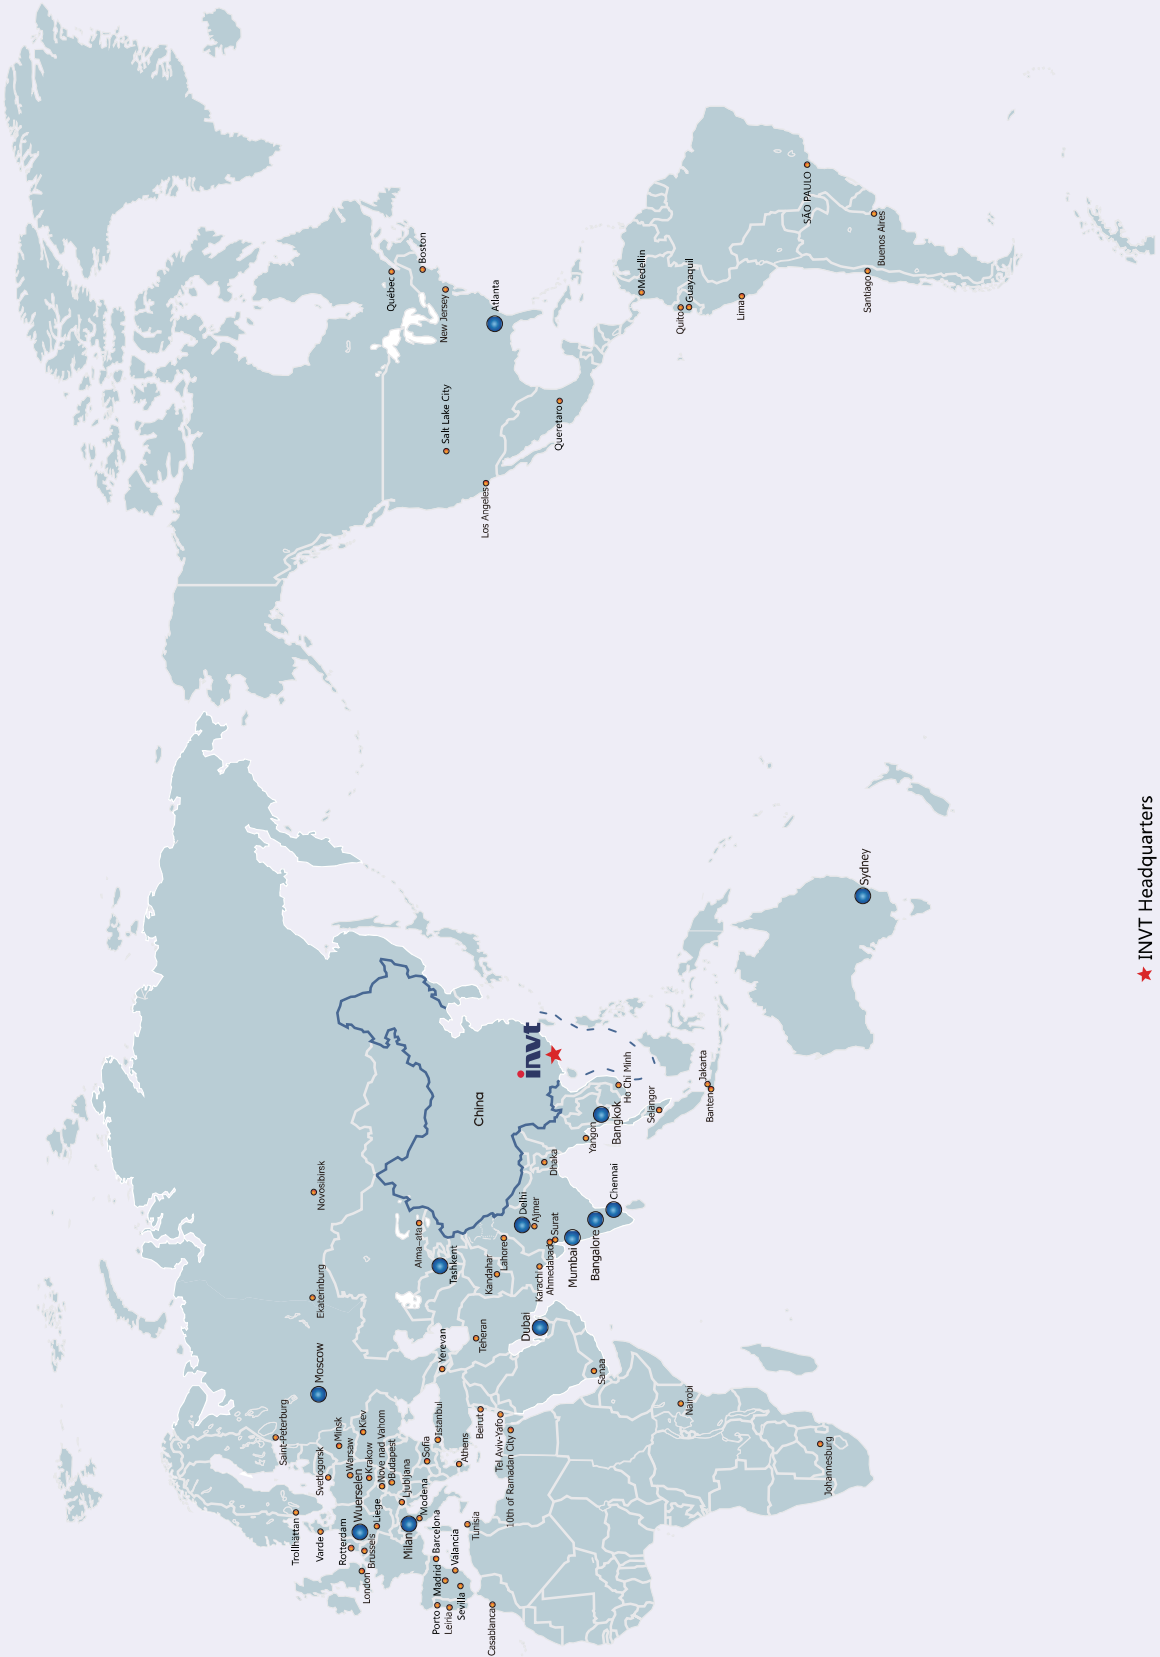 Trollhättan
Saint-Peterburg
Varde
Svetlogorsk
Moscow
Ekaterinburg
Novosibirsk
Rotterdam
Wuerselen
Warsaw
Minsk
London
Brussels
Liege
Krakow
Kiev
Nove nad Vahom
Budapest
Milan
Ljubljana
Modena
Sofia
Istanbul
Yerevan
Porto
Madrid
Barcelona
Leiria
Sevilla
Valancia
Athens
Tunisia
Casablanca
Beirut
Tel Aviv-Yafo
10th of Ramadan City
Teheran
Tashkent
Alma-ata
Kandahar
Lahore
Dubai
Delhi
Ajmer
Karachi
Ahmedabad
Surat
Mumbai
Bangalore
Chennai
Sanaa
Nairobi
Johannesburg
China
invt
Dhaka
Yangon
Bangkok
Ho Chi Minh
Selangor
Banten
Jakarta
Sydney
Québec
Boston
New Jersey
Atlanta
Salt Lake City
Los Angeles
Queretaro
Medellin
Quito
Guayaquil
Lima
SÃO PAULO
Santiago
Buenos Aires
INVT Headquarters